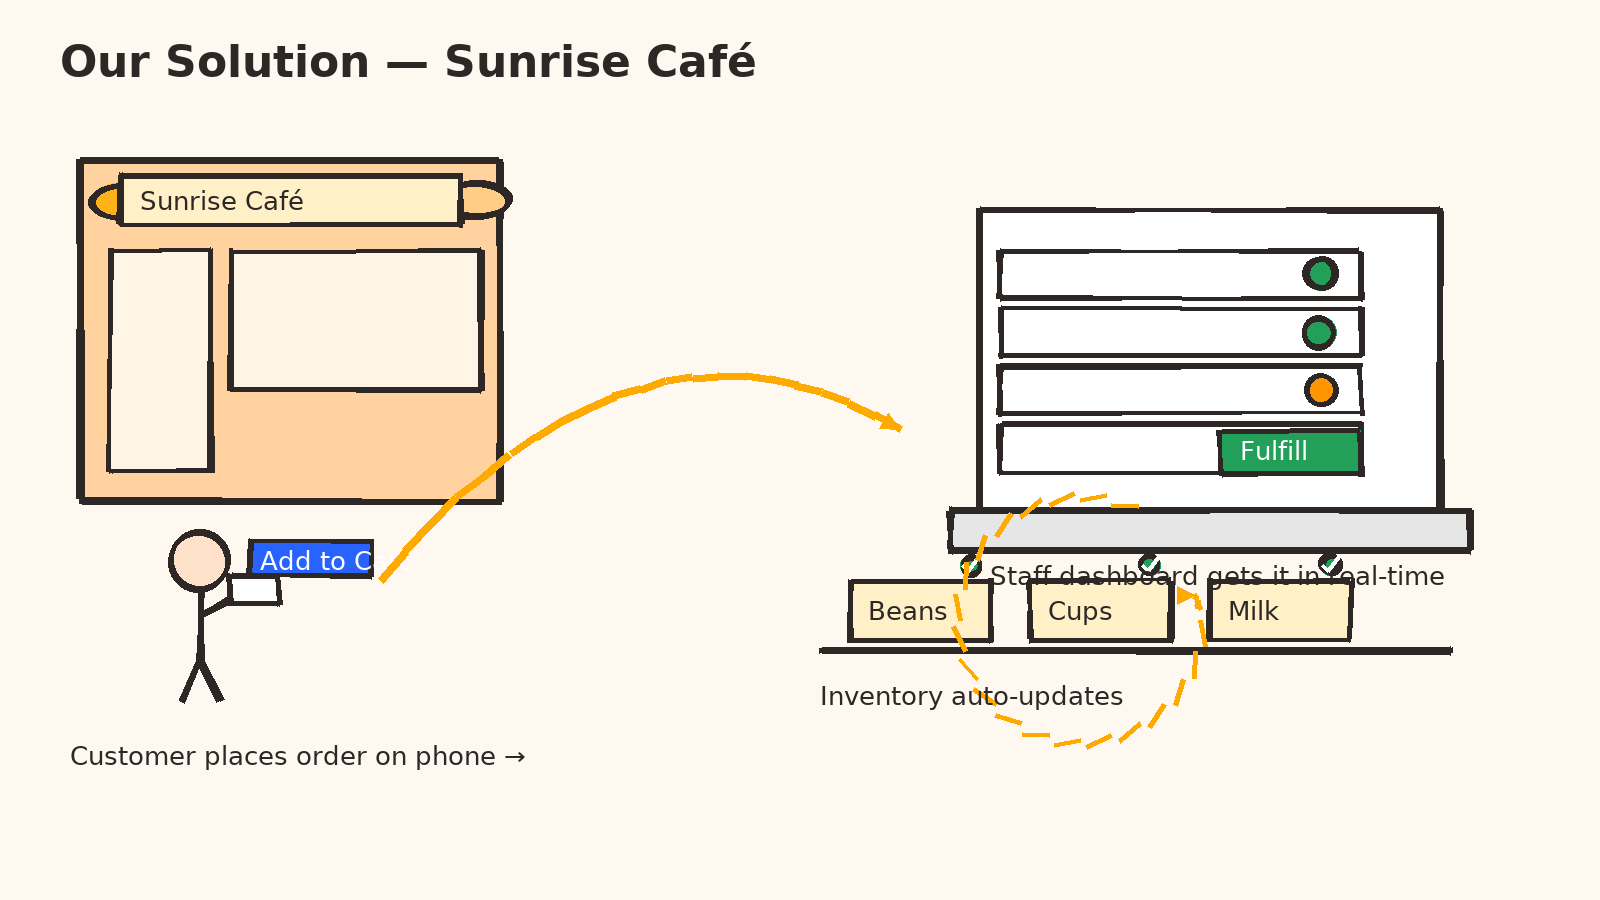 Our Solution — Sunrise Café
Sunrise Café
Fulfill
Add to C
Staff dashboard gets it in real-time
Beans
Cups
Milk
Inventory auto-updates
Customer places order on phone →